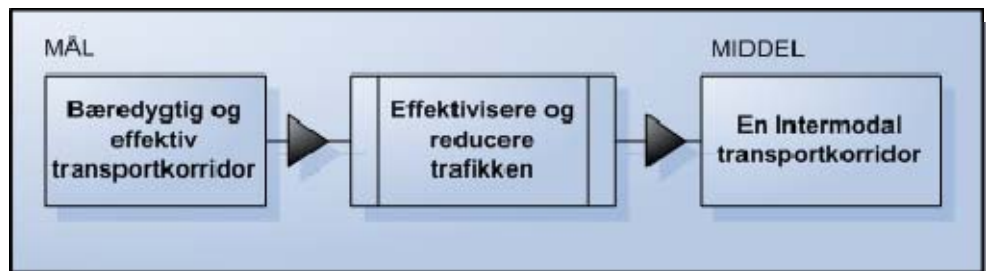 MÅL
Bæredygtig og
effektiv
transportkorridor
Effektivisere og
reducere
trafikken
MIDDEL
En Intermodal
transportkorridor